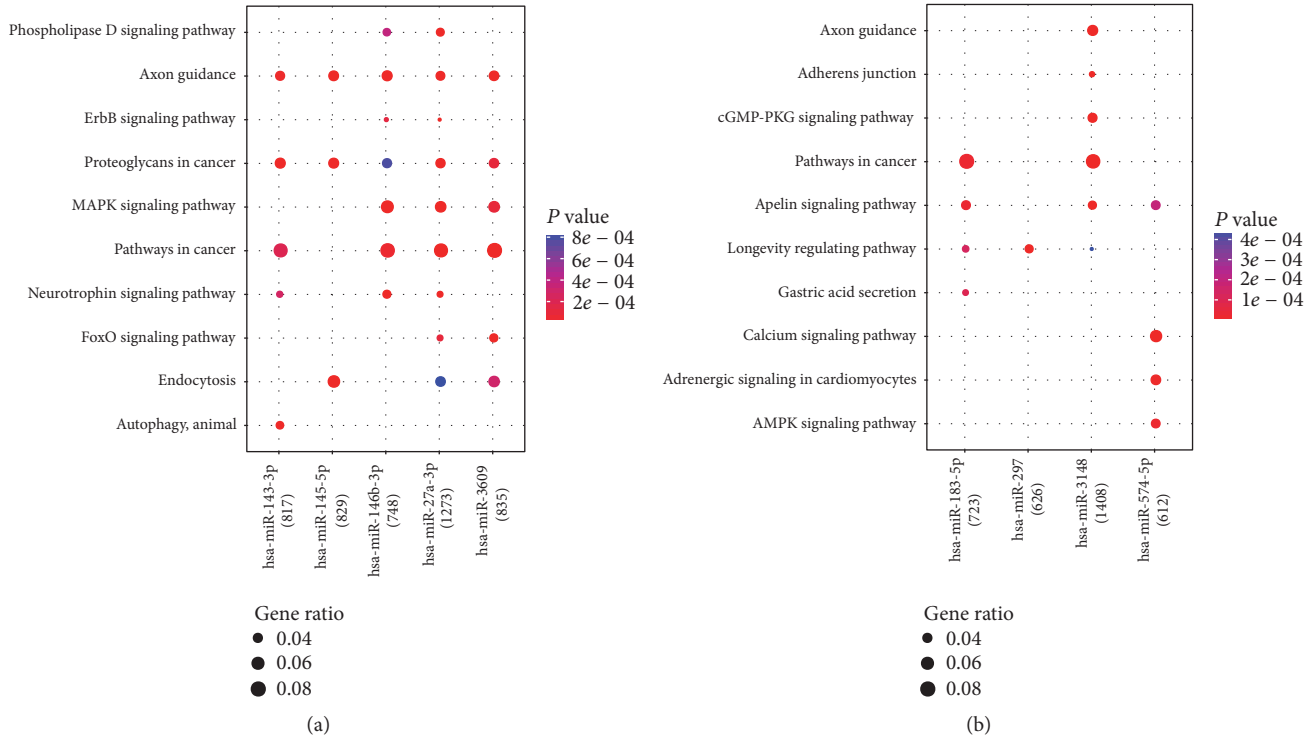 Phospholipase D signaling pathway
Axon guidance
ErbB signaling pathway
Proteoglycans in cancer
MAPK signaling pathway
Pathways in cancer
Neurotrophin signaling pathway
FoxO signaling pathway
Endocytosis
Autophagy, animal
hsa-miR-143-3p
(817)
hsa-miR-145-5p
(829)
hsa-miR-146b-3p
(748)
hsa-miR-27a-3p
(1273)
hsa-miR-3609
(835)
P value
8e − 04
6e − 04
4e − 04
2e − 04
Gene ratio
0.04
0.06
0.08
(a)
Axon guidance
Adherens junction
cGMP-PKG signaling pathway
Pathways in cancer
Apelin signaling pathway
Longevity regulating pathway
Gastric acid secretion
Calcium signaling pathway
Adrenergic signaling in cardiomyocytes
AMPK signaling pathway
hsa-miR-183-5p
(723)
hsa-miR-297
(626)
hsa-miR-3148
(1408)
hsa-miR-574-5p
(612)
P value
4e − 04
3e − 04
2e − 04
1e − 04
Gene ratio
0.04
0.06
0.08
(b)